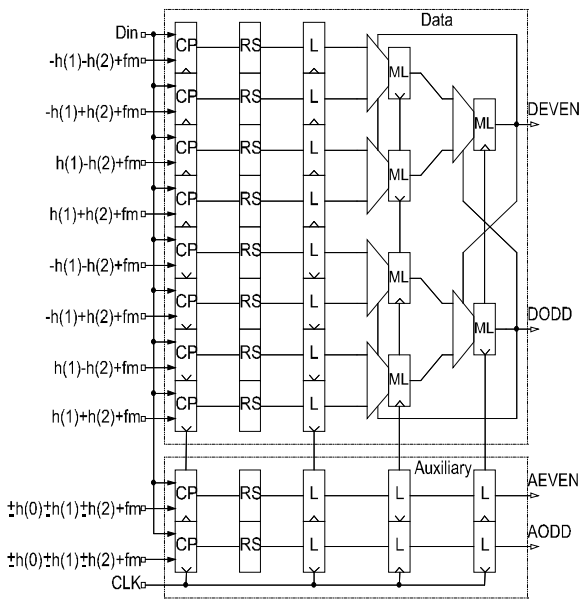 Data
Din
CP RS L
-h(1)-h(2)+fm
ML
CP RS L
-h(1)+h(2)+fm
ML
DEVEN
CP RS L
h(1)-h(2)+fm
ML
CP RS L
h(1)+h(2)+fm
CP RS L
-h(1)-h(2)+fm
ML
CP RS L
-h(1)+h(2)+fm
ML
DODD
CP RS L
h(1)-h(2)+fm
ML
CP RS L
h(1)+h(2)+fm
Auxiliary
CP RS L L L
AEVEN
±h(0)±h(1)±h(2)+fm
CP RS L L L
AODD
±h(0)±h(1)±h(2)+fm
CLK